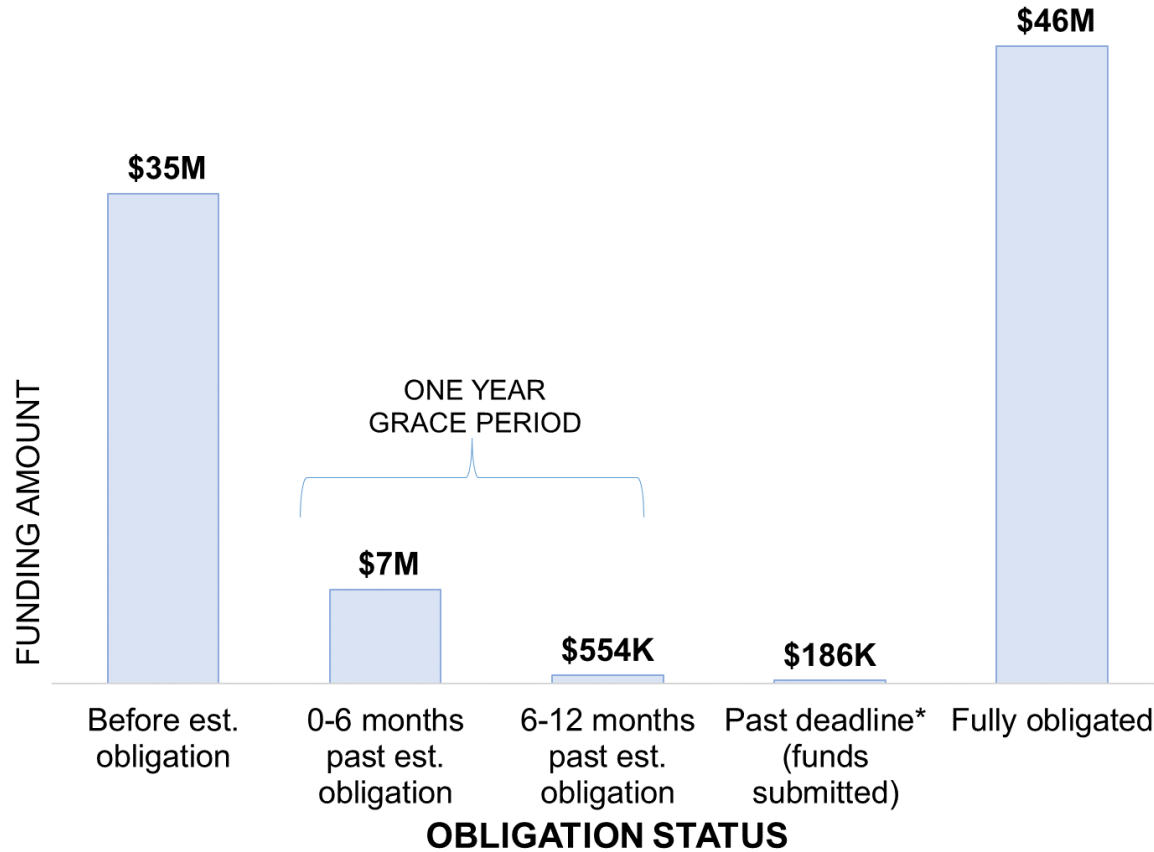 $46M
$35M
ONE YEAR
GRACE PERIOD
$7M
$554K
$186K
FUNDING AMOUNT
Before est.
obligation
0-6 months
past est.
obligation
6-12 months
past est.
obligation
Past deadline*
(funds
submitted)
Fully obligated
OBLIGATION STATUS